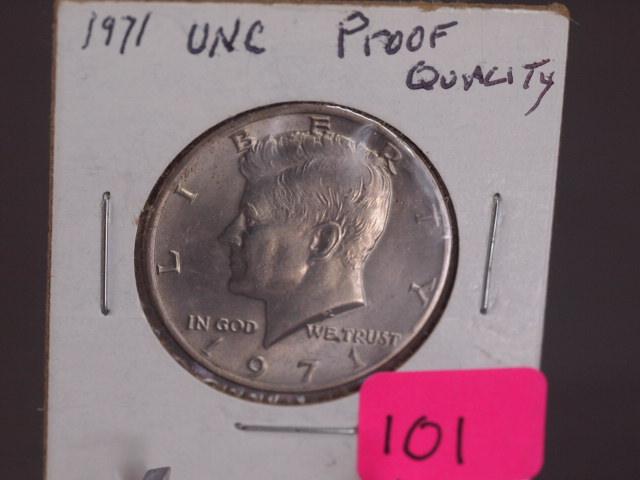 1971 UNC PROOF
QUALITY
LIBERTY
IN GOD WE TRUST
1971
101